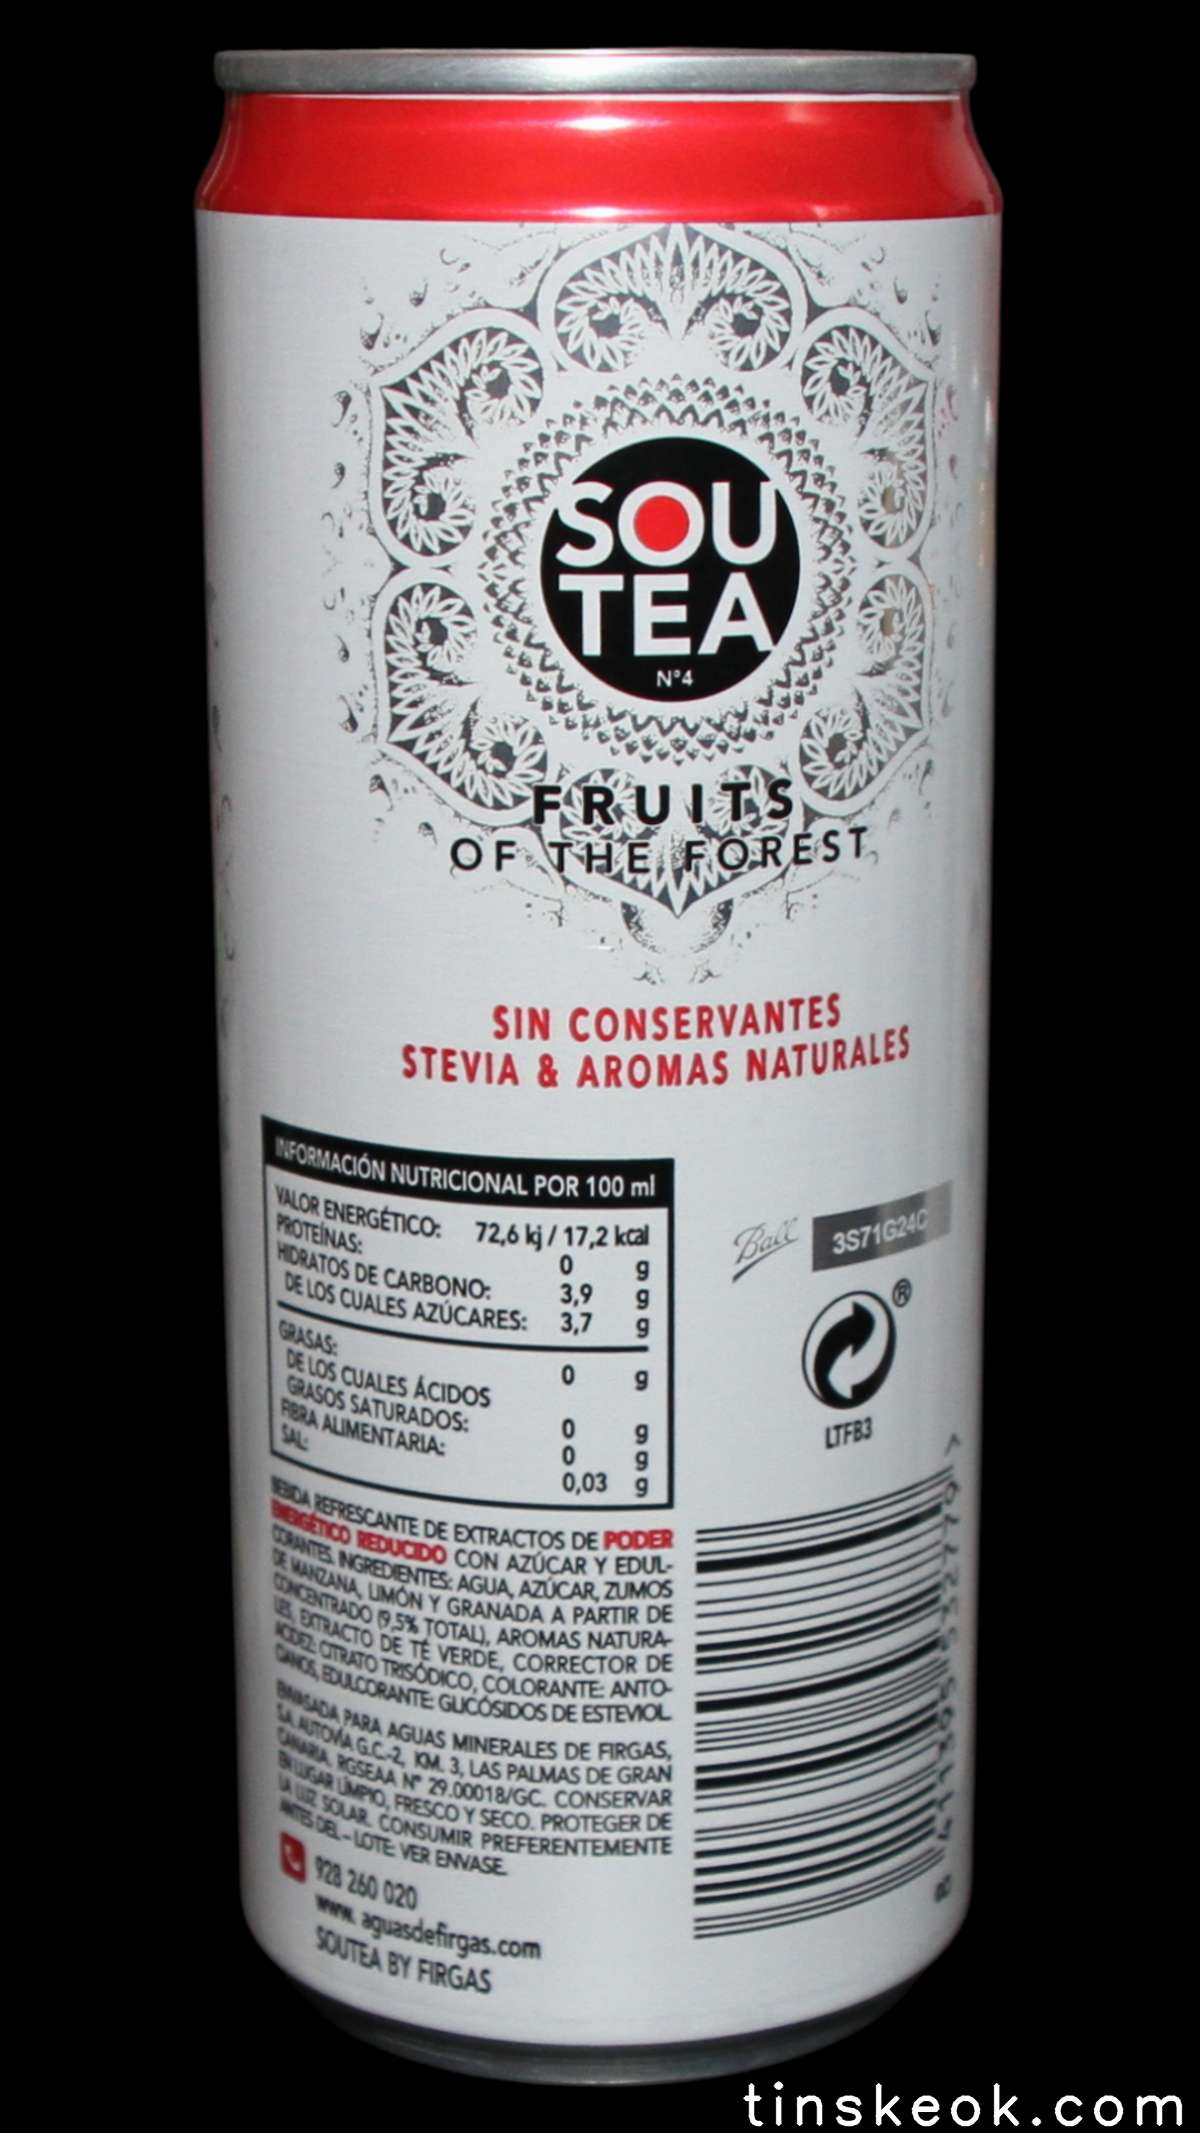 SOU
TEA
N°4
FRUITS
OF THE FOREST
SIN CONSERVANTES
STEVIA & AROMAS NATURALES
INFORMACIÓN NUTRICIONAL POR 100 ml
VALOR ENERGÉTICO: 72,6 kj / 17,2 kcal
PROTEÍNAS: 0 g
HIDRATOS DE CARBONO: 3,9 g
DE LOS CUALES AZÚCARES: 3,7 g
GRASAS: 0 g
DE LOS CUALES ÁCIDOS
GRASOS SATURADOS: 0 g
FIBRA ALIMENTARIA: 0 g
SAL: 0,03 g
BEBIDA REFRESCANTE DE EXTRACTOS DE PODER
ENERGÉTICO REDUCIDO CON AZÚCAR Y EDUL-
CORANTES. INGREDIENTES: AGUA, AZÚCAR, ZUMOS
DE MANZANA, LIMÓN Y GRANADA A PARTIR DE
CONCENTRADO (9,5% TOTAL), AROMAS NATURA-
LES, EXTRACTO DE TÉ VERDE, CORRECTOR DE
ACIDEZ: CITRATO TRISÓDICO, COLORANTE: ANTO-
CIANOS, EDULCORANTE: GLICÓSIDOS DE ESTEVIOL.
ENVASADA PARA AGUAS MINERALES DE FIRGAS,
S.A. AUTOVÍA G.C.-2, KM. 3, LAS PALMAS DE GRAN
CANARIA. RGSEAA N° 29.00018/GC. CONSERVAR
EN LUGAR LIMPIO, FRESCO Y SECO. PROTEGER DE
LA LUZ SOLAR. CONSUMIR PREFERENTEMENTE
ANTES DEL – LOTE: VER ENVASE.
928 260 020
www. aguasdefirgas.com
SOUTEA BY FIRGAS
Ball
3S71G24C
®
LTFB3
tinskeok.com